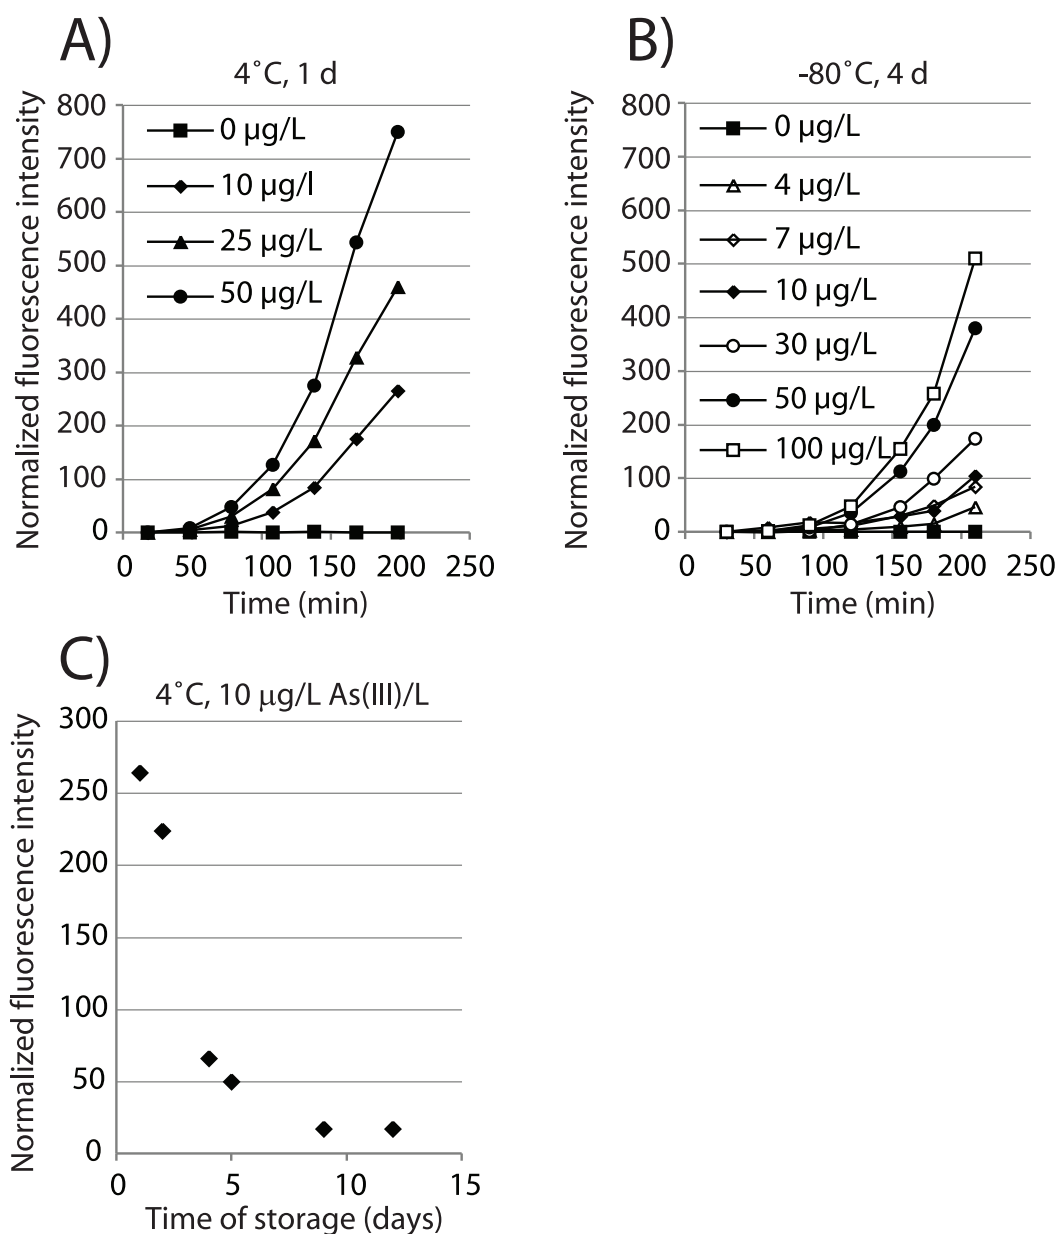 A)
4˚C, 1 d
Normalized fluorescence intensity
800
700
600
500
400
300
200
100
0
0 µg/L
10 µg/l
25 µg/L
50 µg/L
0 50 100 150 200 250
Time (min)
B)
-80˚C, 4 d
Normalized fluorescence intensity
800
700
600
500
400
300
200
100
0
0 µg/L
4 µg/L
7 µg/L
10 µg/L
30 µg/L
50 µg/L
100 µg/L
0 50 100 150 200 250
Time (min)
C)
4˚C, 10 µg/L As(III)/L
Normalized fluorescence intensity
300
250
200
150
100
50
0
0 5 10 15
Time of storage (days)